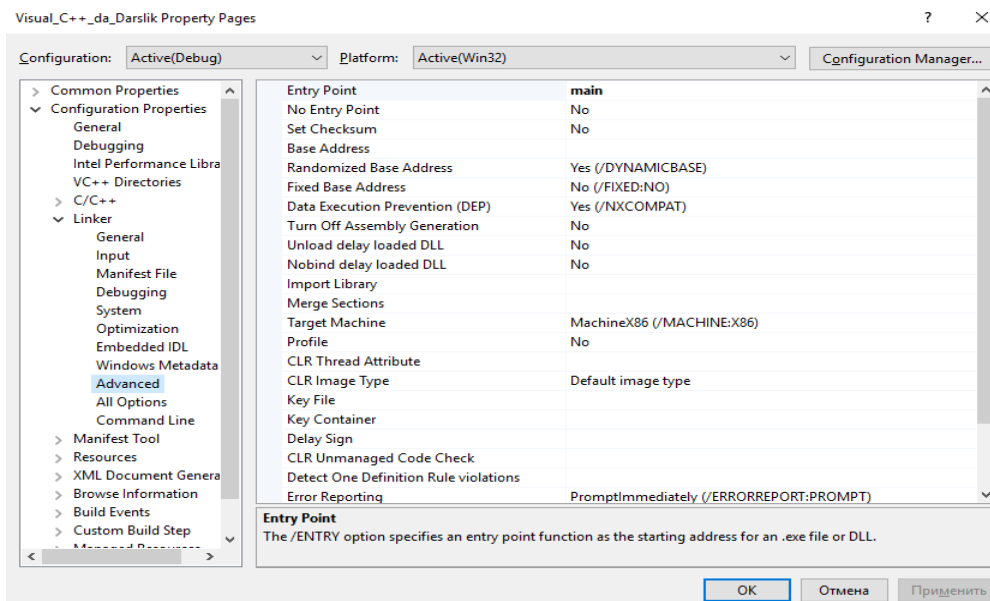 Visual_C++_da_Darslik Property Pages
Configuration: Active(Debug) Platform: Active(Win32) Configuration Manager...
Common Properties
Configuration Properties
General
Debugging
Intel Performance Libra
VC++ Directories
C/C++
Linker
General
Input
Manifest File
Debugging
System
Optimization
Embedded IDL
Windows Metadata
Advanced
All Options
Command Line
Manifest Tool
Resources
XML Document Genera
Browse Information
Build Events
Custom Build Step
Managed Resources
Entry Point main
No Entry Point No
Set Checksum No
Base Address
Randomized Base Address Yes (/DYNAMICBASE)
Fixed Base Address No (/FIXED:NO)
Data Execution Prevention (DEP) Yes (/NXCOMPAT)
Turn Off Assembly Generation No
Unload delay loaded DLL No
Nobind delay loaded DLL No
Import Library
Merge Sections
Target Machine MachineX86 (/MACHINE:X86)
Profile No
CLR Thread Attribute
CLR Image Type Default image type
Key File
Key Container
Delay Sign
CLR Unmanaged Code Check
Detect One Definition Rule violations
Error Reporting PromptImmediately (/ERRORREPORT:PROMPT)
Entry Point
The /ENTRY option specifies an entry point function as the starting address for an .exe file or DLL.
OK Отмена Применить